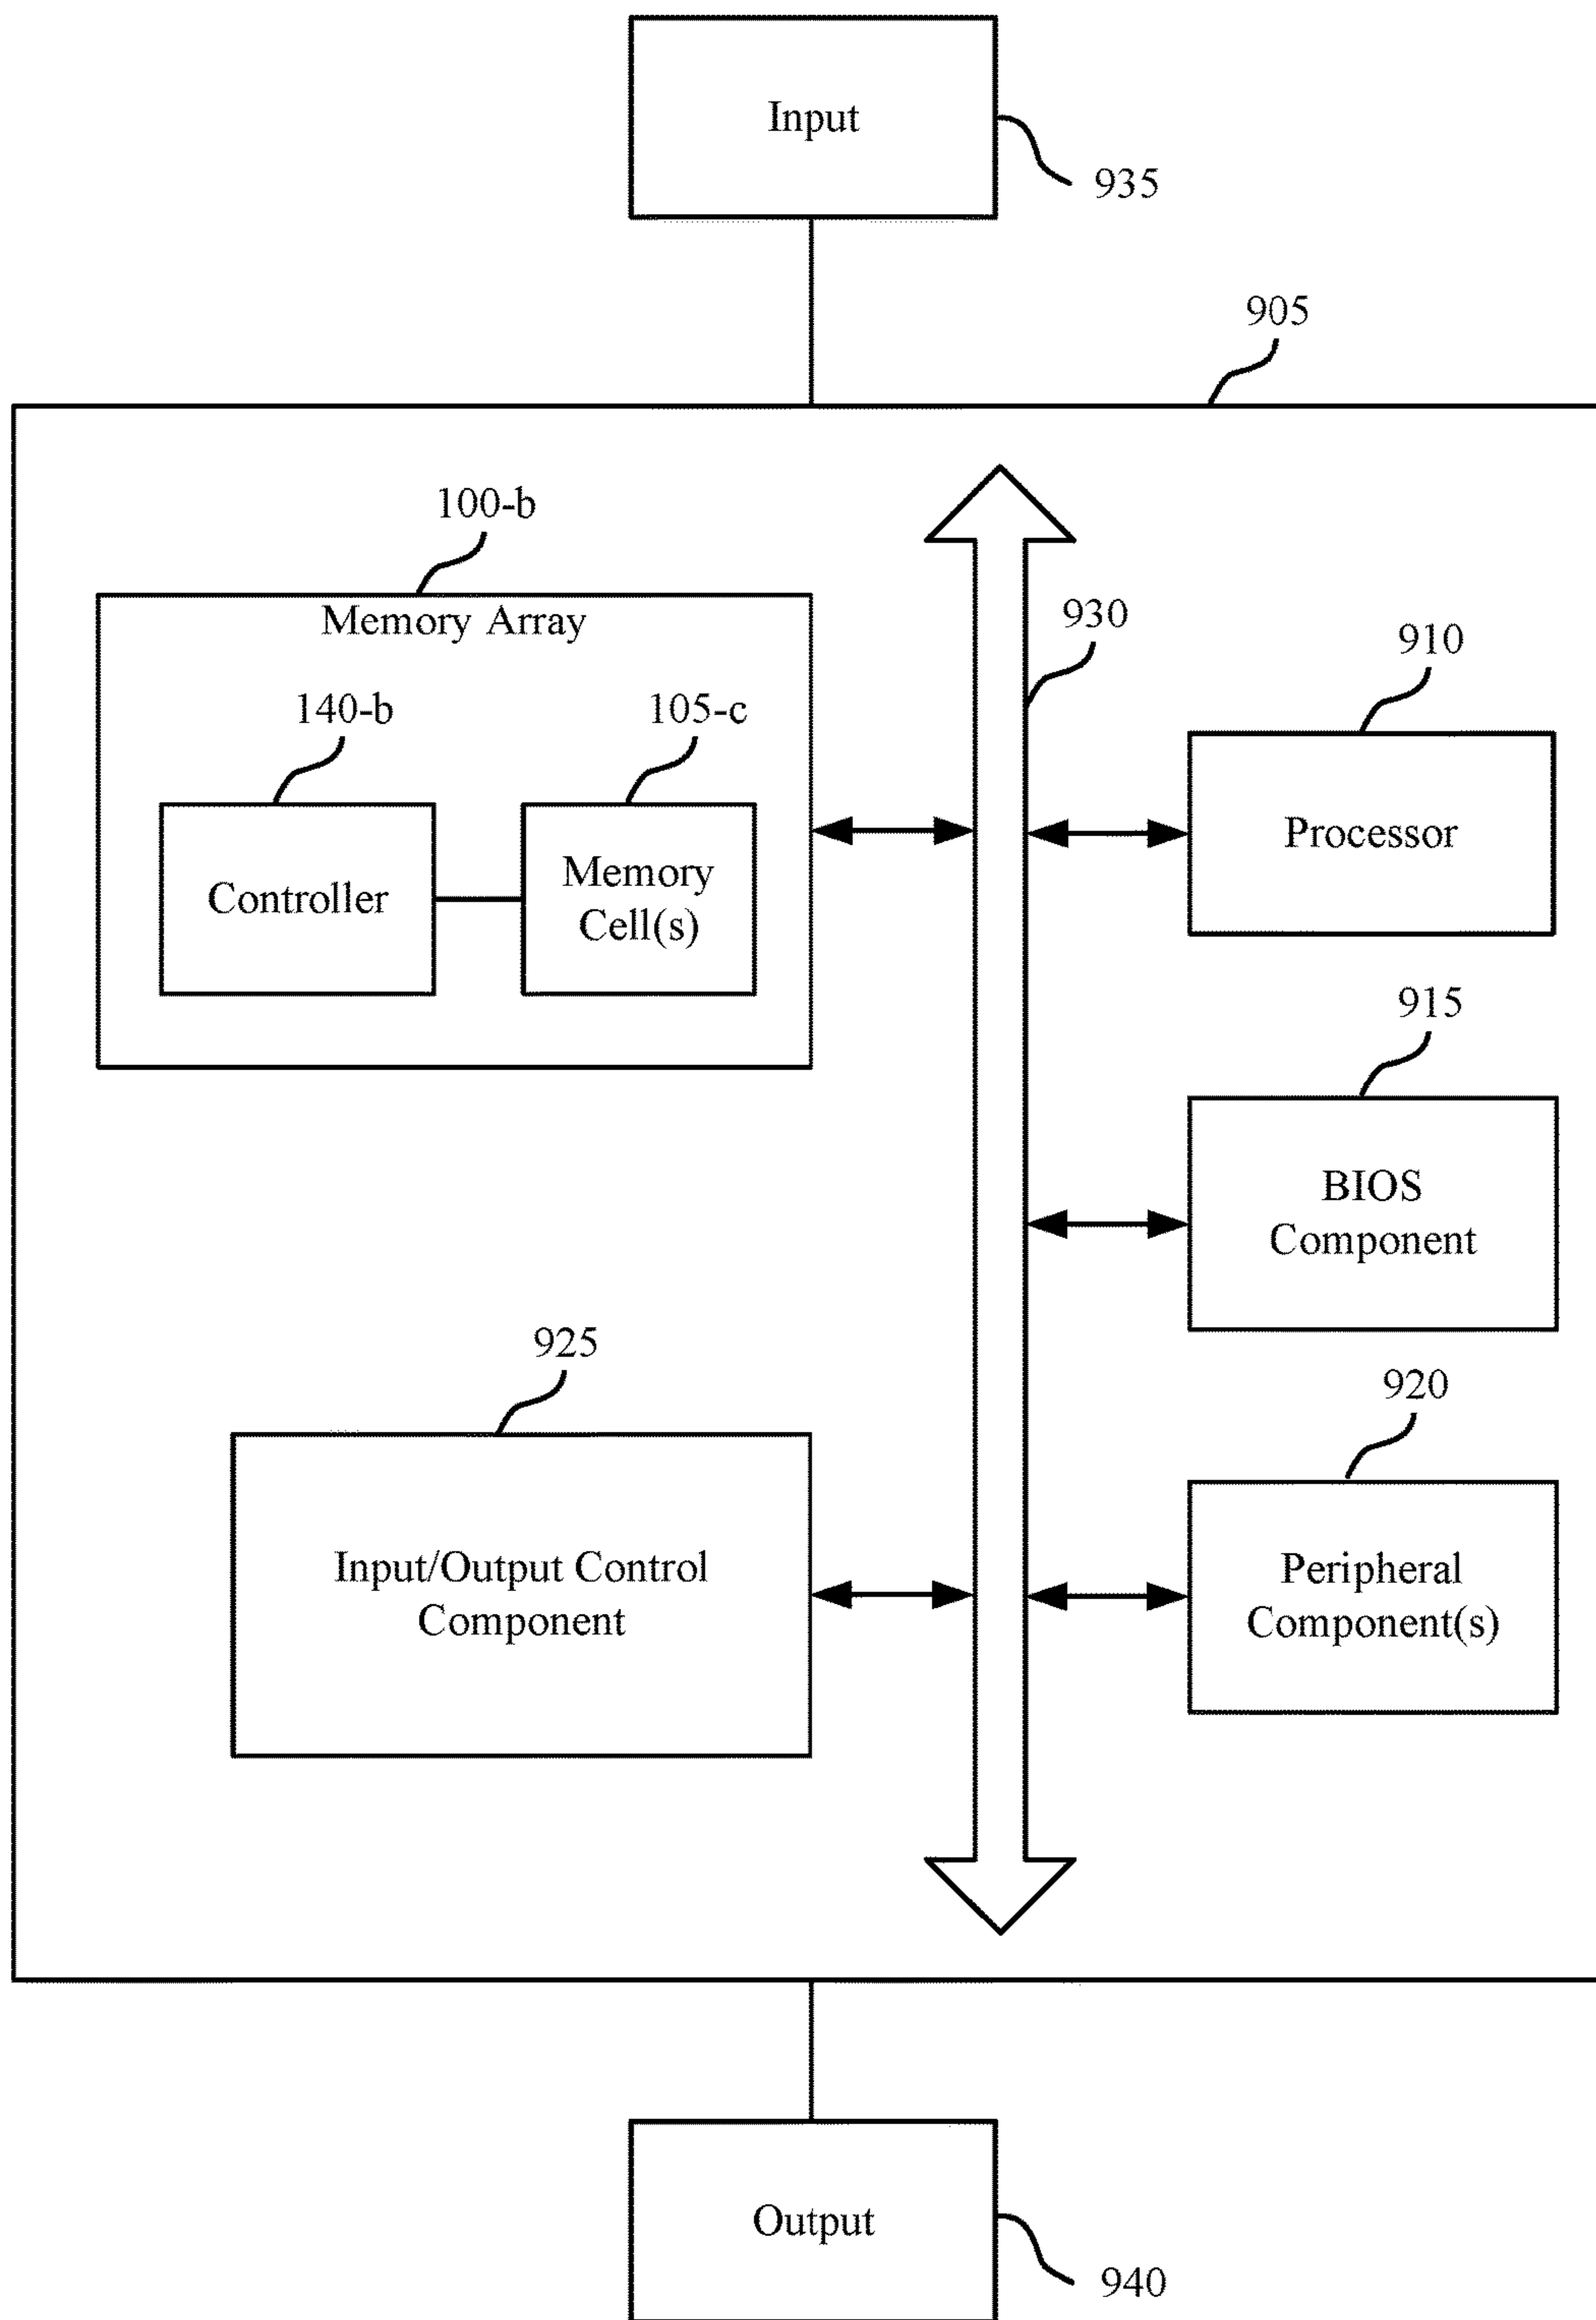 Input
935
905
100-b
Memory Array
930
910
140-b
105-c
Controller
Memory
Cell(s)
Processor
915
BIOS
Component
925
920
Input/Output Control
Component
Peripheral
Component(s)
Output
940